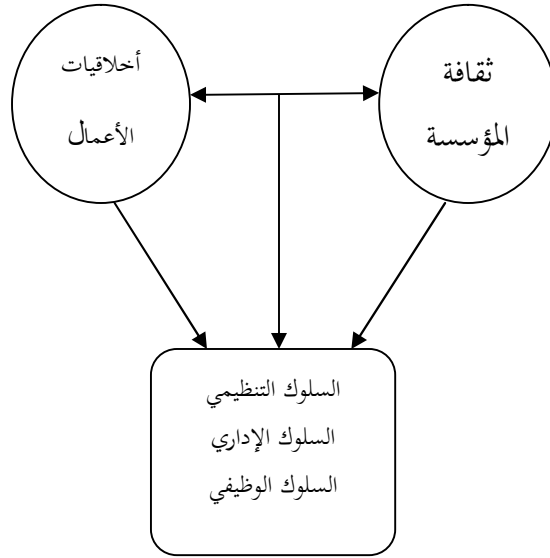 ثقافة
المؤسسة
أخلاقيات
الأعمال
السلوك التنظيمي
السلوك الإداري
السلوك الوظيفي